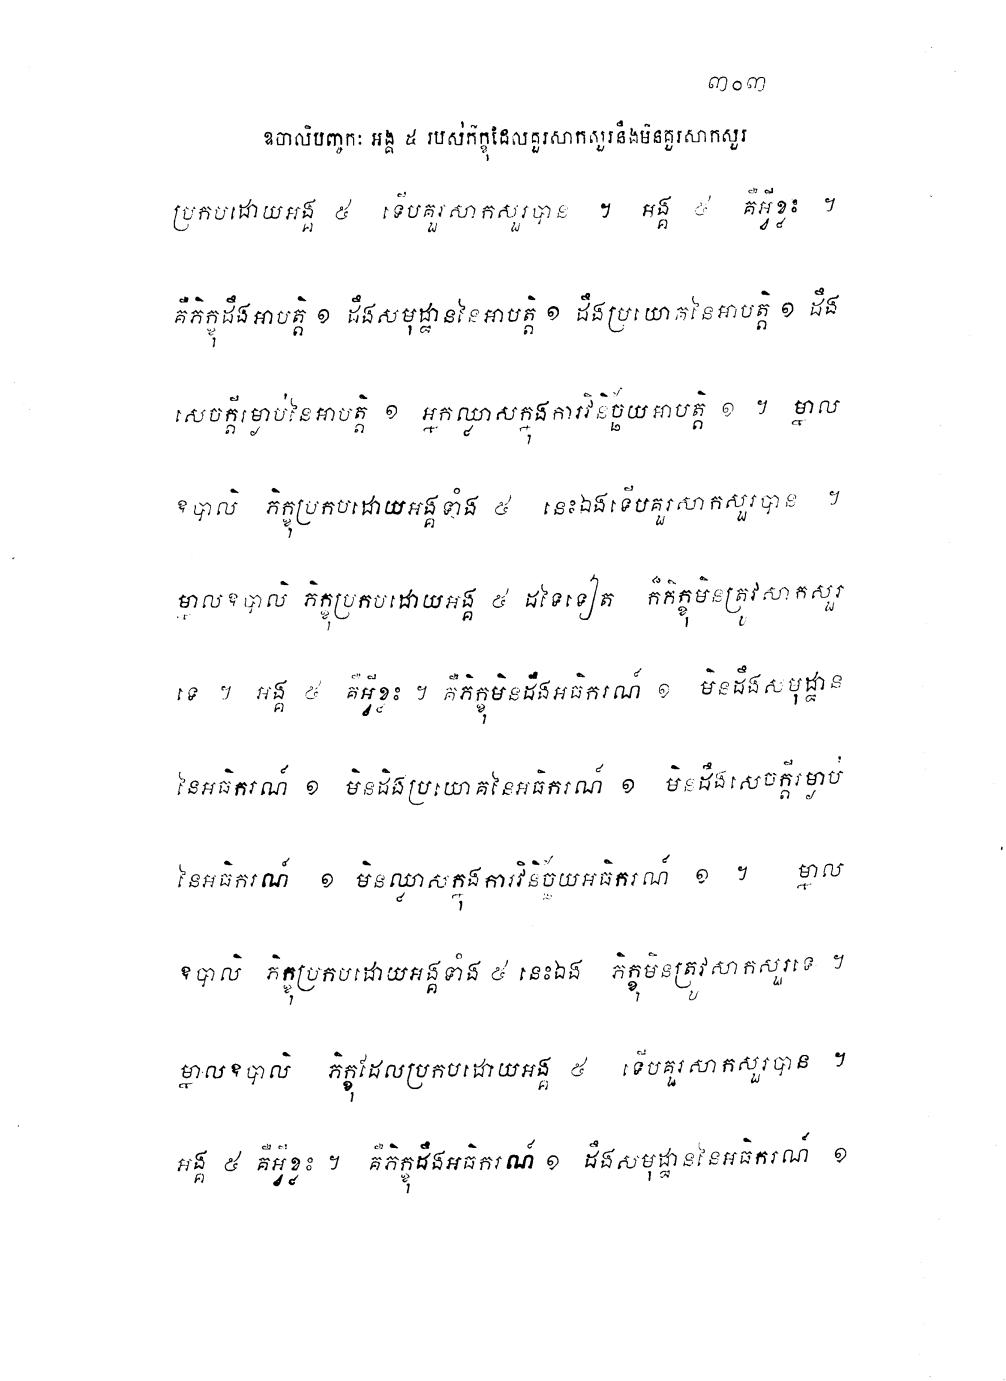 ៣០៣
ឧបាលិបញ្ចកៈ អង្គ ៥ របស់ភិក្ខុដែលគួរសាកសួរនឹងមិនគួរសាកសួរ
ប្រកបដោយអង្គ ៥ ទើបគួរសាកសួរបាន ។ អង្គ ៥ គឺអ្វីខ្លះ ។
គឺភិក្ខុដឹងអាបត្តិ ១ ដឹងសមុដ្ឋាននៃអាបត្តិ ១ ដឹងប្រយោគនៃអាបត្តិ ១ ដឹង
សេចក្តីរម្ងាប់នៃអាបត្តិ ១ អ្នកឈ្លាសក្នុងការវិនិច្ឆ័យអាបត្តិ ១ ។ ម្នាល
ឧបាលិ ភិក្ខុប្រកបដោយអង្គទាំង ៥ នេះឯងទើបគួរសាកសួរបាន ។
ម្នាលឧបាលិ ភិក្ខុប្រកបដោយអង្គ ៥ ដទៃទៀត ក៏ភិក្ខុមិនត្រូវសាកសួរ
ទេ ។ អង្គ ៥ គឺអ្វីខ្លះ ។ គឺភិក្ខុមិនដឹងអធិករណ៍ ១ មិនដឹងសមុដ្ឋាន
នៃអធិករណ៍ ១ មិនដឹងប្រយោគនៃអធិករណ៍ ១ មិនដឹងសេចក្តីរម្ងាប់
នៃអធិករណ៍ ១ មិនឈ្លាសក្នុងការវិនិច្ឆ័យអធិករណ៍ ១ ។ ម្នាល
ឧបាលិ ភិក្ខុប្រកបដោយអង្គទាំង ៥ នេះឯង ភិក្ខុមិនត្រូវសាកសួរទេ ។
ម្នាលឧបាលិ ភិក្ខុដែលប្រកបដោយអង្គ ៥ ទើបគួរសាកសួរបាន ។
អង្គ ៥ គឺអ្វីខ្លះ ។ គឺភិក្ខុដឹងអធិករណ៍ ១ ដឹងសមុដ្ឋាននៃអធិករណ៍ ១